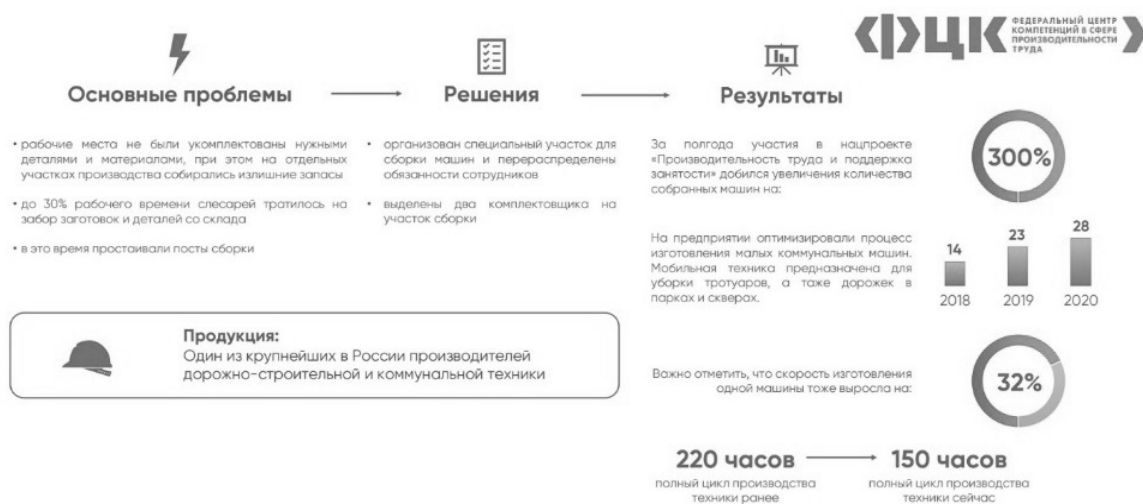 ФЦК
ФЕДЕРАЛЬНЫЙ ЦЕНТР
КОМПЕТЕНЦИЙ В СФЕРЕ
ПРОИЗВОДИТЕЛЬНОСТИ
ТРУДА
Основные проблемы
• рабочие места не были укомплектованы нужными
деталями и материалами, при этом на отдельных
участках производства собирались излишние запасы
• до 30% рабочего времени слесарей тратилось на
забор заготовок и деталей со склада
• в это время простаивали посты сборки
Решения
• организован специальный участок для
сборки машин и перераспределены
обязанности сотрудников
• выделены два комплектовщика на
участок сборки
Результаты
За полгода участия в нацпроекте
«Производительность труда и поддержка
занятости» добился увеличения количества
собранных машин на:
300%
На предприятии оптимизировали процесс
изготовления малых коммунальных машин.
Мобильная техника предназначена для
уборки тротуаров, а таже дорожек в
парках и скверах.
14 23 28
2018 2019 2020
Важно отметить, что скорость изготовления
одной машины тоже выросла на:
32%
220 часов
полный цикл производства
техники ранее
150 часов
полный цикл производства
техники сейчас
Продукция:
Один из крупнейших в России производителей
дорожно-строительной и коммунальной техники